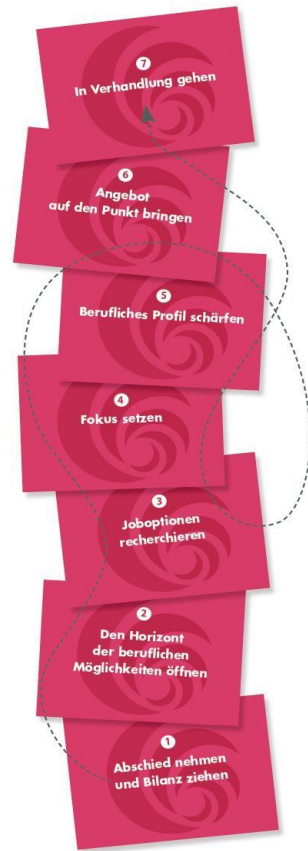 7
In Verhandlung gehen
6
Angebot
auf den Punkt bringen
5
Berufliches Profil schärfen
4
Fokus setzen
3
Joboptionen
recherchieren
2
Den Horizont
der beruflichen
Möglichkeiten öffnen
1
Abschied nehmen
und Bilanz ziehen